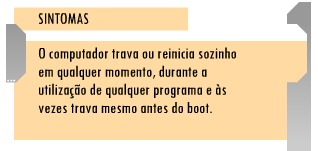 SINTOMAS
O computador trava ou reinicia sozinho
em qualquer momento, durante a
utilização de qualquer programa e às
vezes trava mesmo antes do boot.